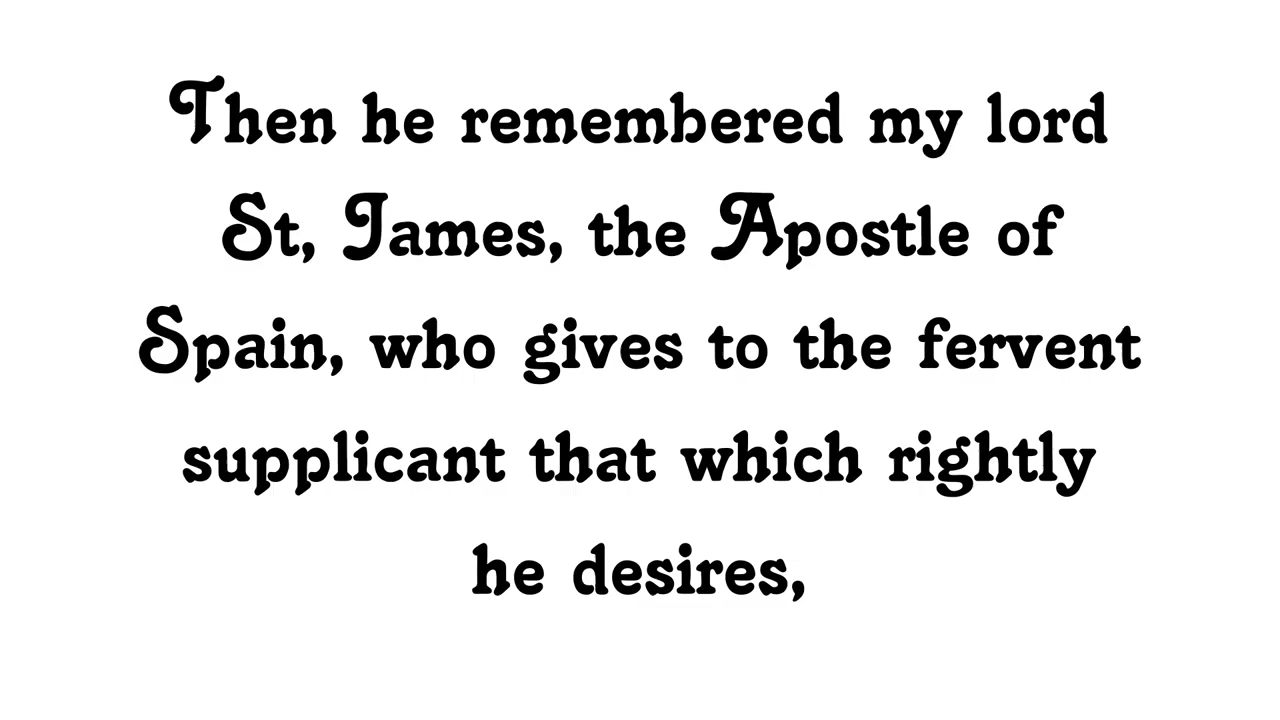 Then he remembered my lord
St, James, the Apostle of
Spain, who gives to the fervent
supplicant that which rightly
he desires,